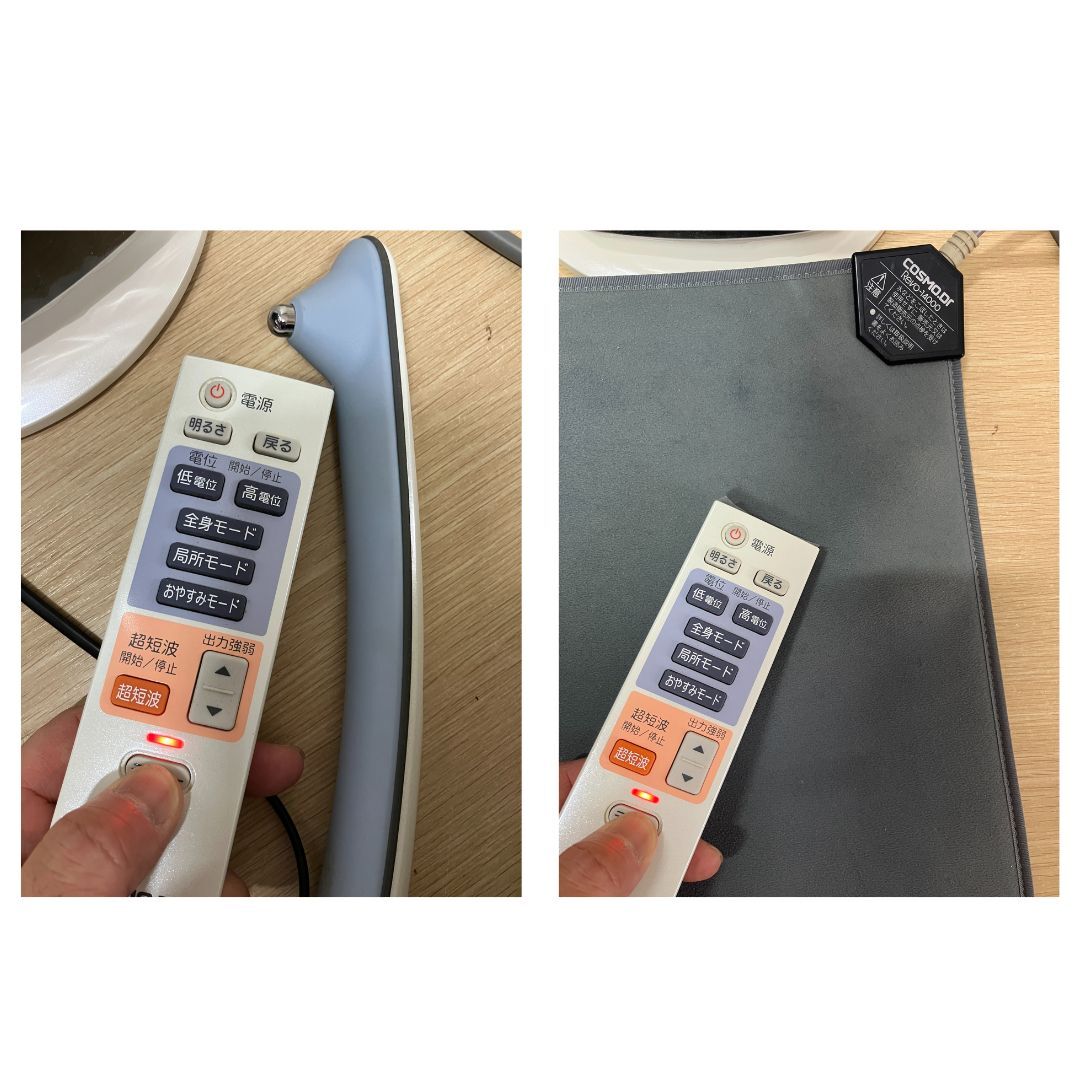 電源
明るさ
戻る
電位 開始/停止
低電位
高電位
全身モード
局所モード
おやすみモード
超短波
開始/停止
出力強弱
超短波
COSMO.Dr
Revo-14000
注意
電源
明るさ
戻る
電位 開始/停止
低電位
高電位
全身モード
局所モード
おやすみモード
超短波
開始/停止
出力強弱
超短波